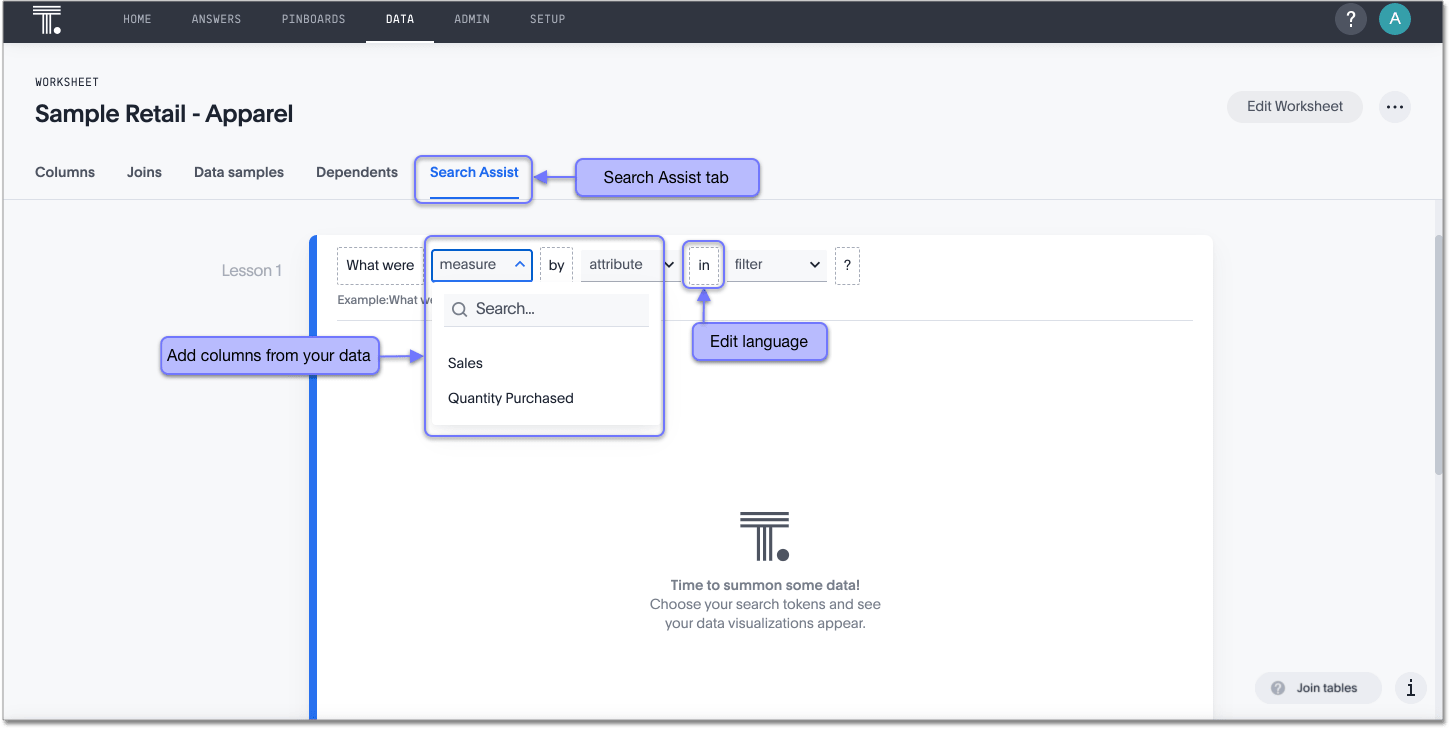 HOME ANSWERS PINBOARDS DATA ADMIN SETUP ? A
WORKSHEET
Sample Retail - Apparel
Edit Worksheet
Columns Joins Data samples Dependents Search Assist
Search Assist tab
Lesson 1
What were measure by attribute in filter ?
Example:What we
Search...
Edit language
Add columns from your data
Sales
Quantity Purchased
Time to summon some data!
Choose your search tokens and see
your data visualizations appear.
? Join tables i